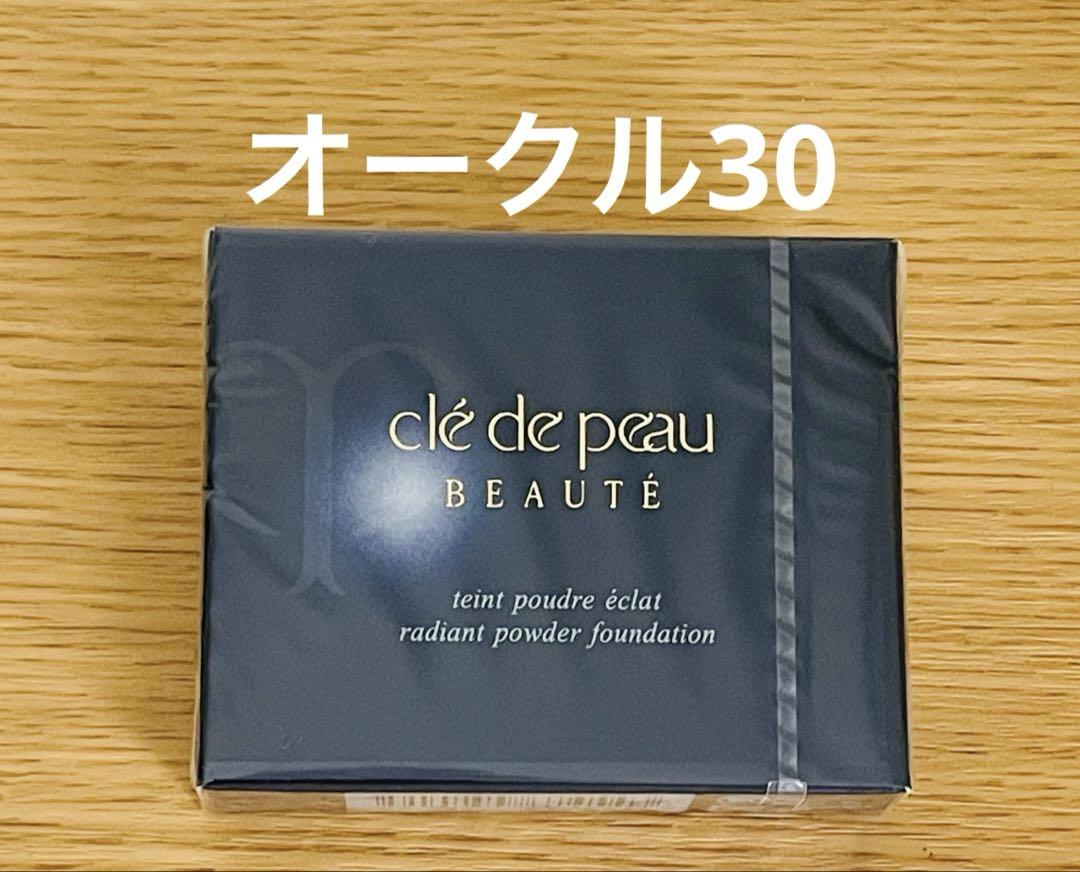 オークル30
clé de peau
BEAUTÉ
teint poudre éclat
radiant powder foundation